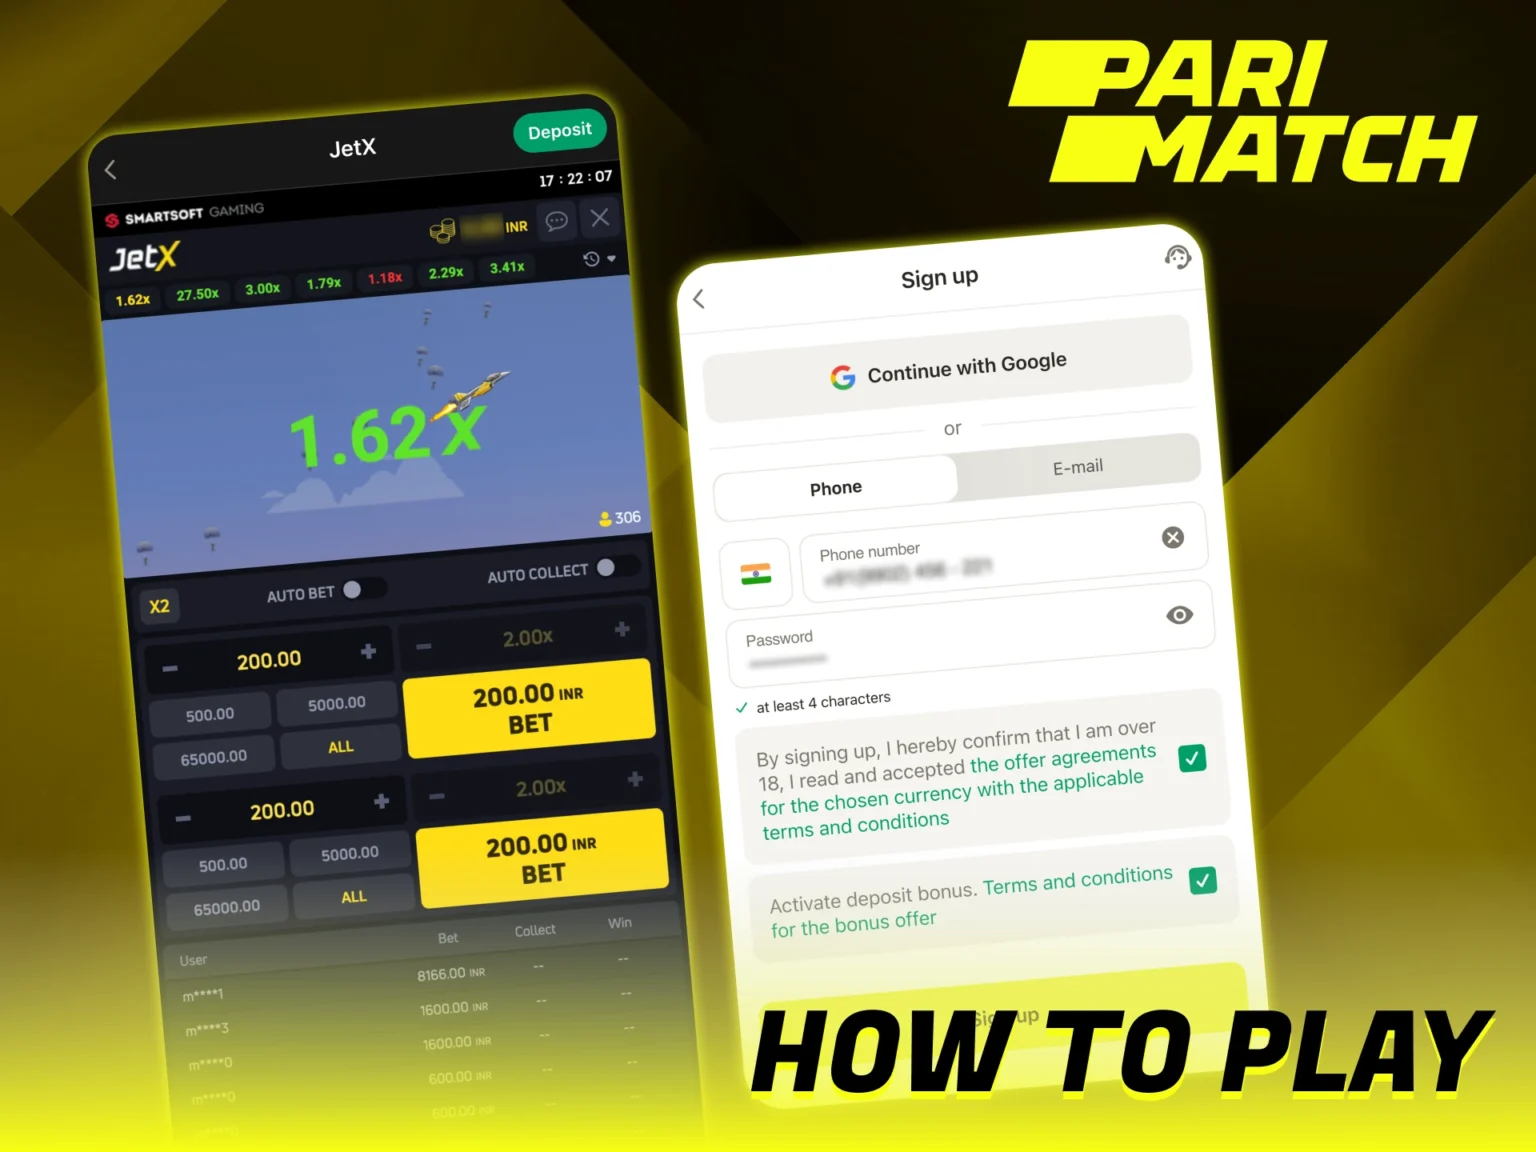 PARI
MATCH
JetX
Deposit
17 : 22 : 07
SMARTSOFT GAMING
JetX
INR
1.62x
27.50x
3.00x
1.79x
1.18x
2.29x
3.41x
1.62x
306
X2
AUTO BET
AUTO COLLECT
200.00
2.00x
500.00
5000.00
65000.00
ALL
200.00 INR
BET
200.00
2.00x
500.00
5000.00
65000.00
ALL
200.00 INR
BET
User
Bet
Collect
Win
m****1
8166.00 INR
--
--
m****3
1600.00 INR
--
--
m****0
1600.00 INR
--
--
m****0
600.00 INR
--
--
600.00 INR
--
--
Sign up
Continue with Google
or
Phone
E-mail
Phone number
Password
at least 4 characters
By signing up, I hereby confirm that I am over
18, I read and accepted the offer agreements
for the chosen currency with the applicable
terms and conditions
Activate deposit bonus. Terms and conditions
for the bonus offer
Sign up
HOW TO PLAY